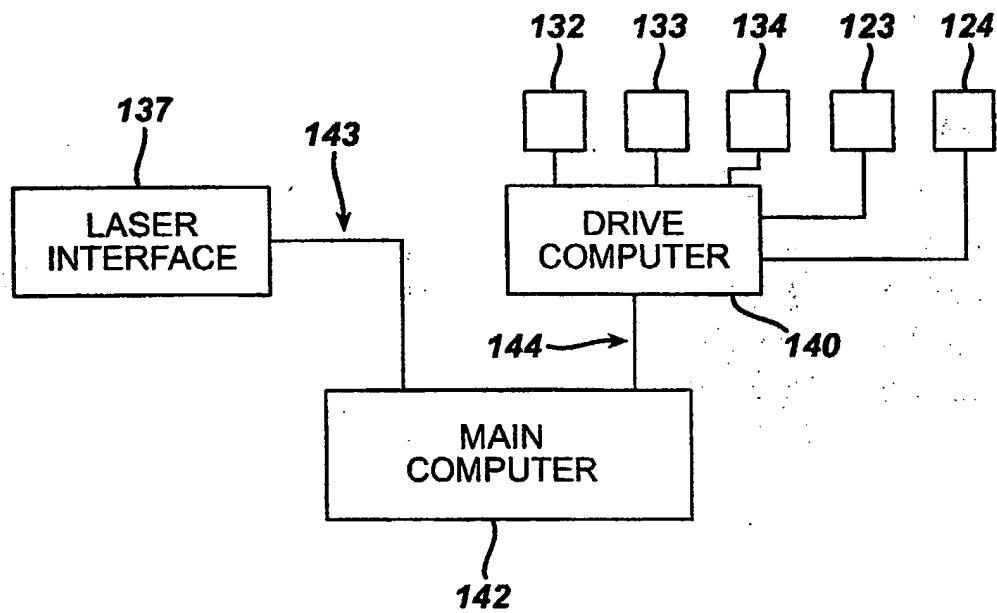 132 133 134 123 124
137
143
LASER
INTERFACE
DRIVE
COMPUTER
144
140
MAIN
COMPUTER
142